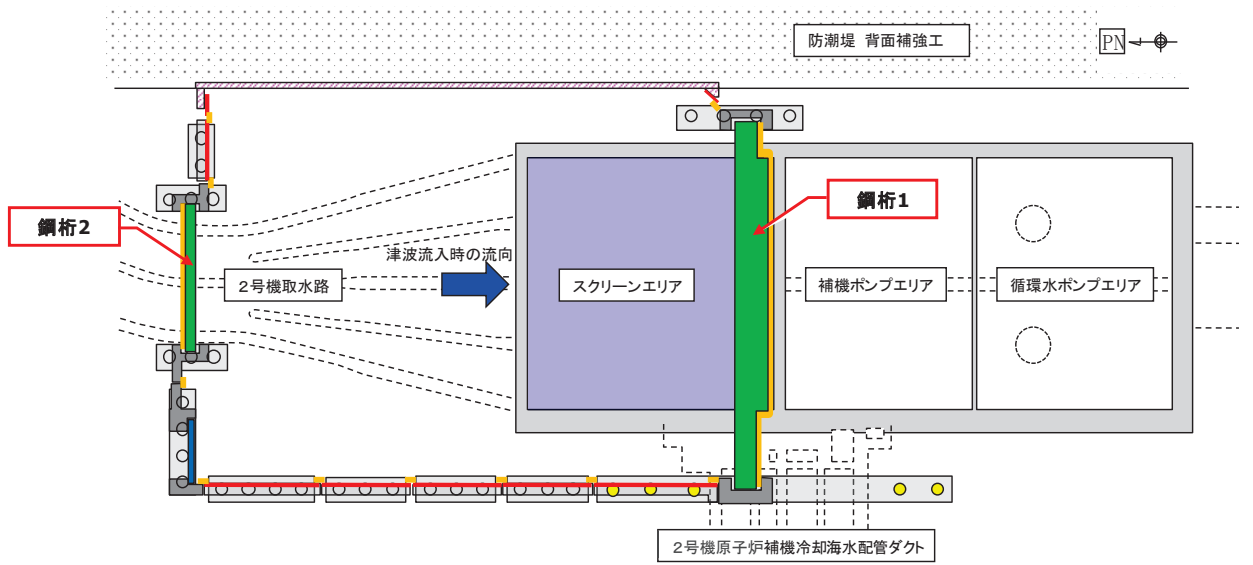 防潮堤 背面補強工
PN
鋼桁2
鋼桁1
津波流入時の流向
2号機取水路
スクリーンエリア
補機ポンプエリア
循環水ポンプエリア
2号機原子炉補機冷却海水配管ダクト